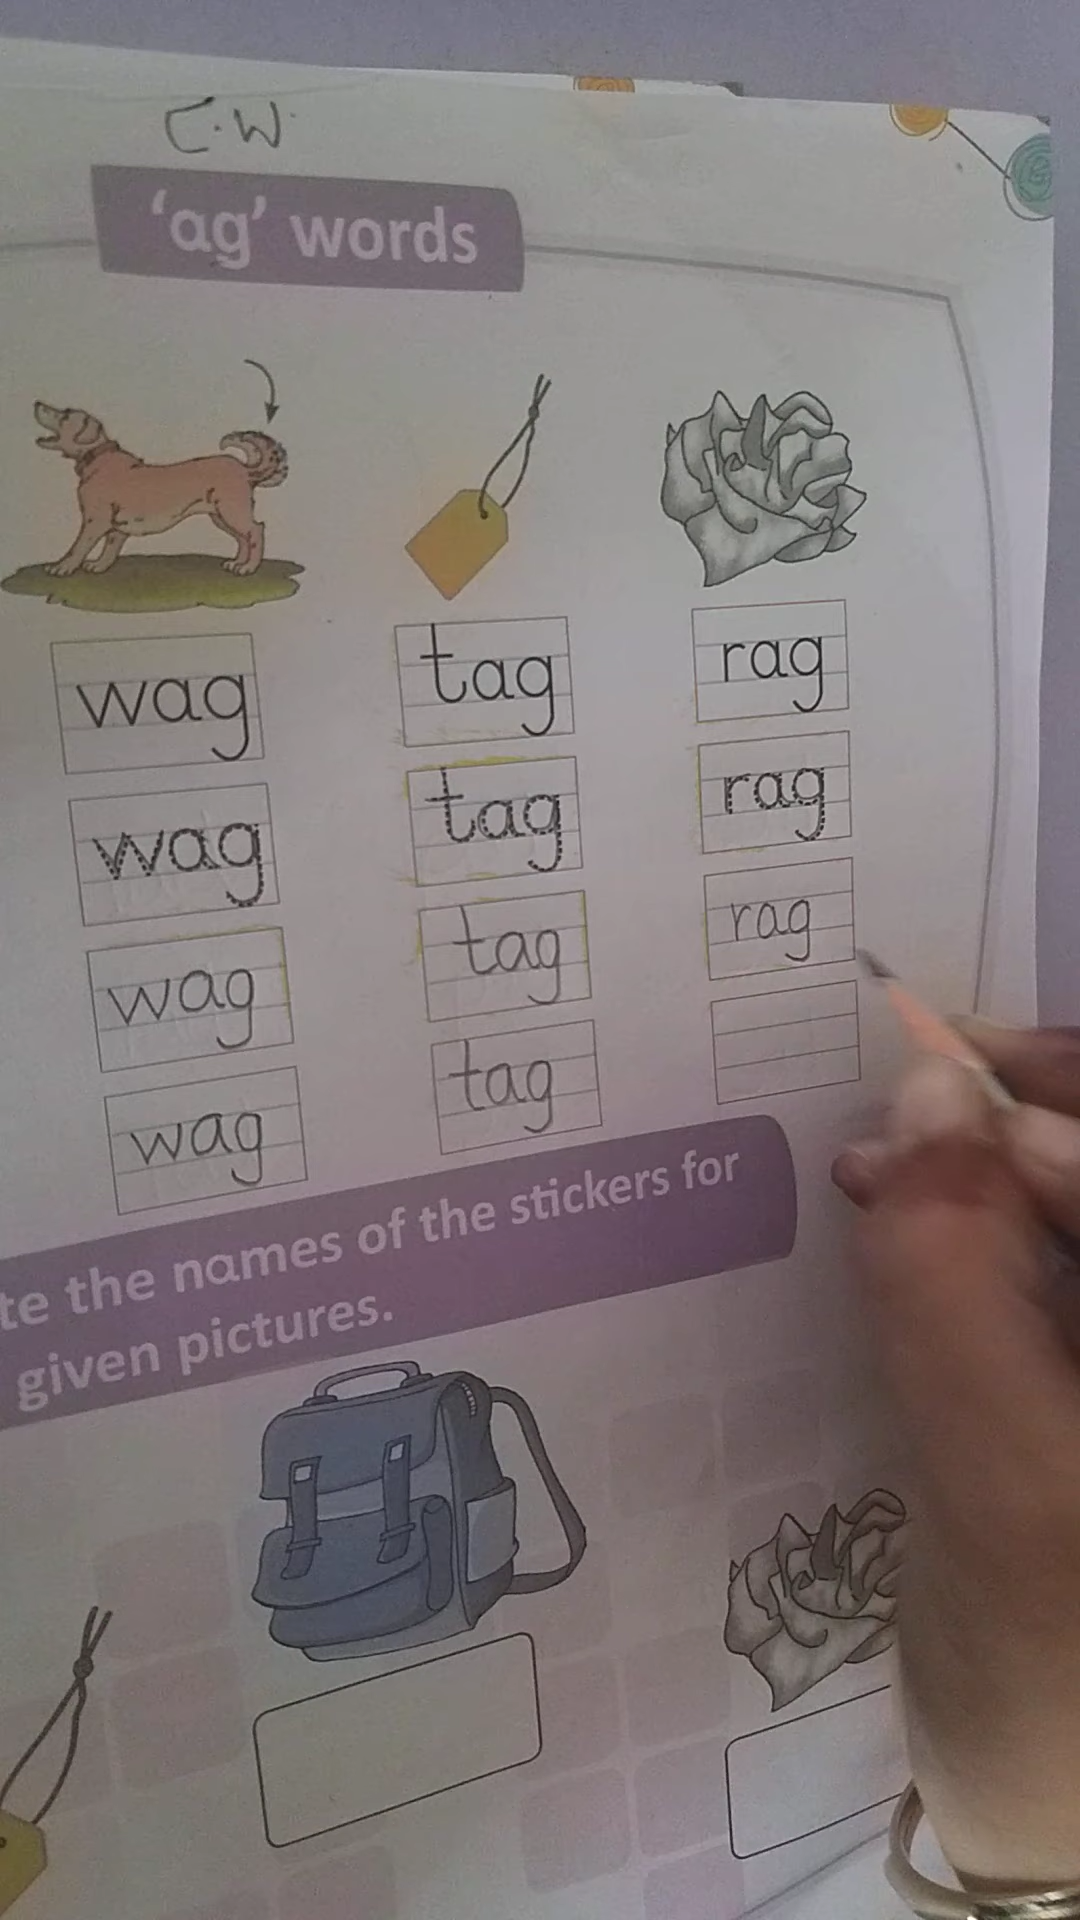 C.W.
'ag' words
wag tag rag
wag tag rag
wag tag rag
wag tag
te the names of the stickers for
given pictures.